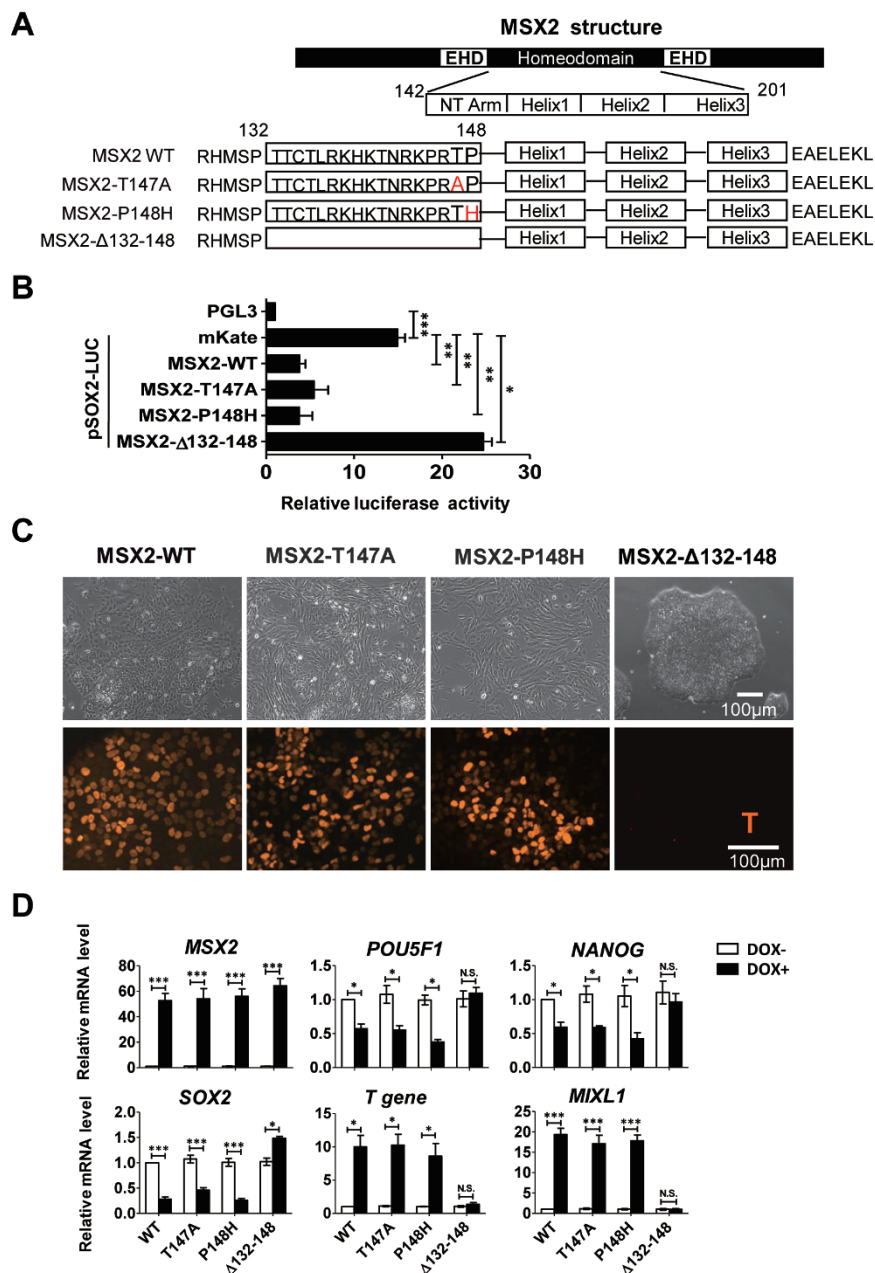 A
MSX2 structure
EHD Homeodomain EHD
142 201
NT Arm Helix1 Helix2 Helix3
132 148
MSX2 WT RHMSP TTCTLRKHKTNRKPRTP Helix1 Helix2 Helix3 EAELEKL
MSX2-T147A RHMSP TTCTLRKHKTNRKPRAP Helix1 Helix2 Helix3 EAELEKL
MSX2-P148H RHMSP TTCTLRKHKTNRKPRTH Helix1 Helix2 Helix3 EAELEKL
MSX2-Δ132-148 RHMSP Helix1 Helix2 Helix3 EAELEKL
B
pSOX2-LUC
PGL3
mKate
MSX2-WT
MSX2-T147A
MSX2-P148H
MSX2-Δ132-148
*** ** ** ** *
0 10 20 30
Relative luciferase activity
C
MSX2-WT MSX2-T147A MSX2-P148H MSX2-Δ132-148
100µm
T
100µm
D
MSX2 POU5F1 NANOG
DOX-
DOX+
Relative mRNA level
80
60
40
20
0
*** *** *** ***
1.5
1.0
0.5
0.0
* * * N.S.
1.5
1.0
0.5
0.0
* * * N.S.
SOX2 T gene MIXL1
Relative mRNA level
2.0
1.5
1.0
0.5
0.0
*** *** *** *
15
10
5
0
* * * N.S.
25
20
15
10
5
0
*** *** *** N.S.
WT T147A P148H Δ132-148
WT T147A P148H Δ132-148
WT T147A P148H Δ132-148